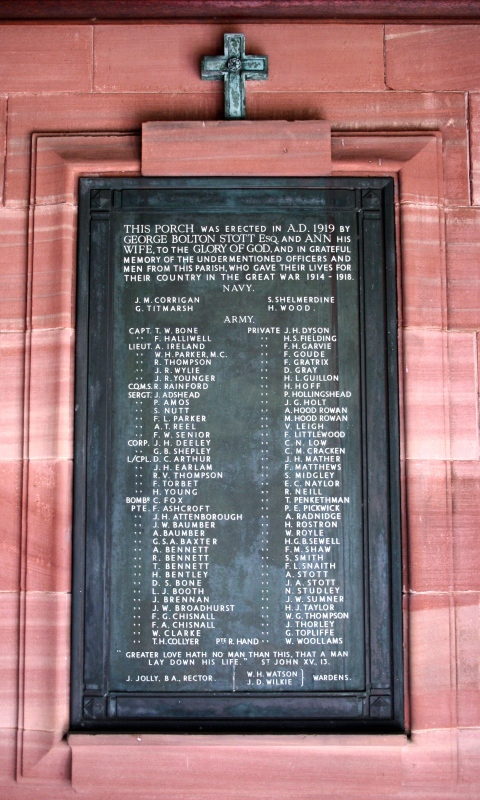 THIS PORCH WAS ERECTED IN A.D. 1919 BY
GEORGE BOLTON STOTT ESQ. AND ANN HIS
WIFE, TO THE GLORY OF GOD, AND IN GRATEFUL
MEMORY OF THE UNDERMENTIONED OFFICERS AND
MEN FROM THIS PARISH, WHO GAVE THEIR LIVES FOR
THEIR COUNTRY IN THE GREAT WAR 1914-1918.
NAVY.
J. M. CORRIGAN
G. TITMARSH
S. SHELMERDINE
H. WOOD.
ARMY.
CAPT. T. W. BONE
" F. HALLIWELL
LIEUT. A. IRELAND
" W. H. PARKER, M.C.
" R. THOMPSON
" J. R. WYLIE
" J. R. YOUNGER
C.Q.M.S. R. RAINFORD
SERGT. J. ADSHEAD
" P. AMOS
" S. NUTT
" F. L. PARKER
" A. T. REEL
" F. W. SENIOR
CORP. J. H. DEELEY
" G. B. SHEPLEY
L/CPL. D. C. ARTHUR
" J. H. EARLAM
" R. V. THOMPSON
" F. TORBET
" H. YOUNG
BOMBR C. FOX
PTE. F. ASHCROFT
" J. H. ATTENBOROUGH
" J. W. BAUMBER
" A. BAUMBER
" G. S. A. BAXTER
" A. BENNETT
" R. BENNETT
" T. BENNETT
" H. BENTLEY
" D. S. BONE
" L. J. BOOTH
" J. BRENNAN
" J. W. BROADHURST
" F. G. CHISNALL
" F. A. CHISNALL
" W. CLARKE
" T. H. COLLYER
PTE R. HAND
PRIVATE J. H. DYSON
" H. S. FIELDING
" F. H. GARVIE
" F. GOUDE
" F. GRATRIX
" D. GRAY
" H. L. GUILLON
" H. HOFF
" P. HOLLINGSHEAD
" J. G. HOLT
" A. HOOD ROWAN
" M. HOOD ROWAN
" V. LEIGH
" F. LITTLEWOOD
" C. N. LOW
" C. M. CRACKEN
" J. H. MATHER
" F. MATTHEWS
" S. MIDGLEY
" E. C. NAYLOR
" R. NEILL
" T. PENKETHMAN
" P. E. PICKWICK
" A. RADNIDGE
" H. ROSTRON
" W. ROYLE
" H. G. B. SEWELL
" F. M. SHAW
" S. SMITH
" F. L. SNAITH
" A. STOTT
" J. A. STOTT
" N. STUDLEY
" J. W. SUMNER
" H. J. TAYLOR
" W. G. THOMPSON
" J. THORLEY
" G. TOPLIFFE
" W. WOOLLAMS
"GREATER LOVE HATH NO MAN THAN THIS, THAT A MAN
LAY DOWN HIS LIFE." ST JOHN XV, 13.
J. JOLLY, B.A., RECTOR.
W. H. WATSON
J. D. WILKIE } WARDENS.